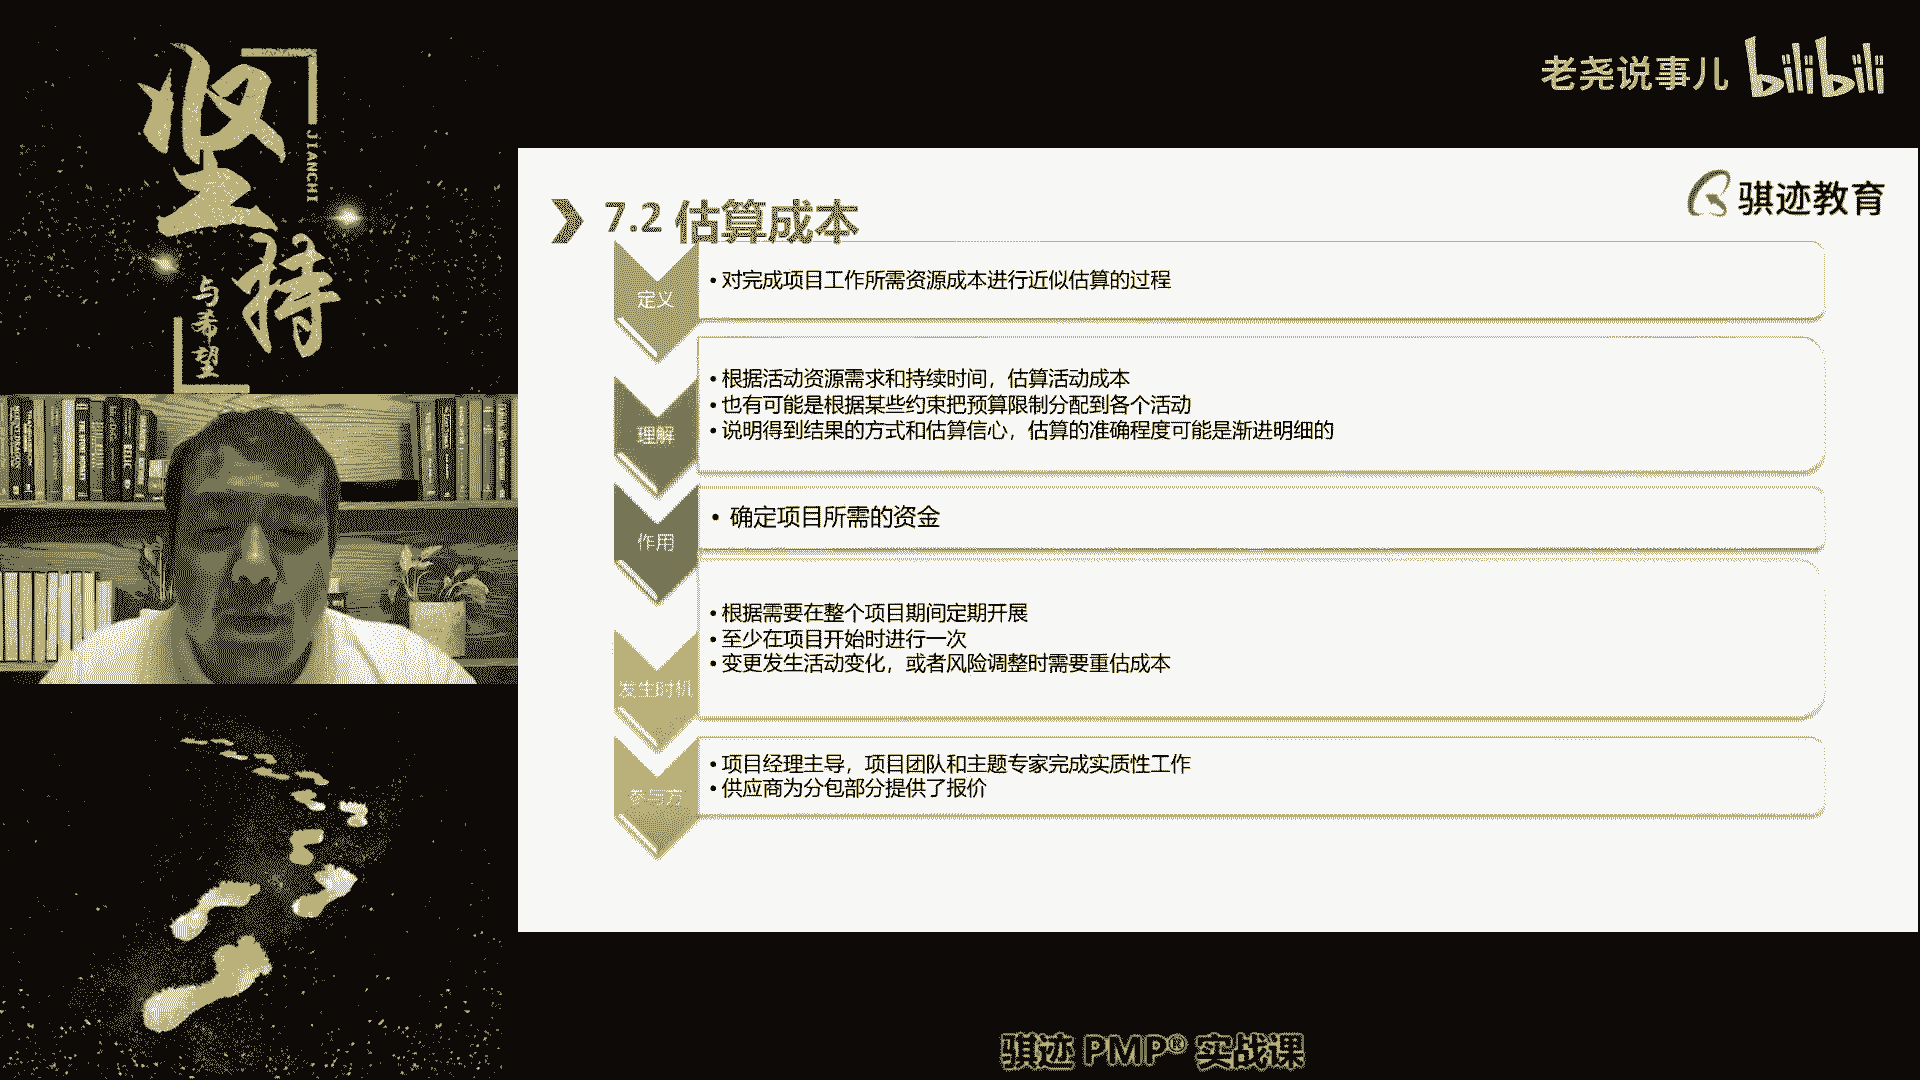 坚持
JIANCHI
与希望
老尧说事儿 bilibili
骐迹教育
7.2 估算成本
定义
• 对完成项目工作所需资源成本进行近似估算的过程
理解
• 根据活动资源需求和持续时间，估算活动成本
• 也有可能是根据某些约束把预算限制分配到各个活动
• 说明得到结果的方式和估算信心，估算的准确程度可能是渐进明细的
作用
• 确定项目所需的资金
发生时机
• 根据需要在整个项目期间定期开展
• 至少在项目开始时进行一次
• 变更发生活动变化，或者风险调整时需要重估成本
参与方
• 项目经理主导，项目团队和主题专家完成实质性工作
• 供应商为分包部分提供了报价
骐迹 PMP® 实战课